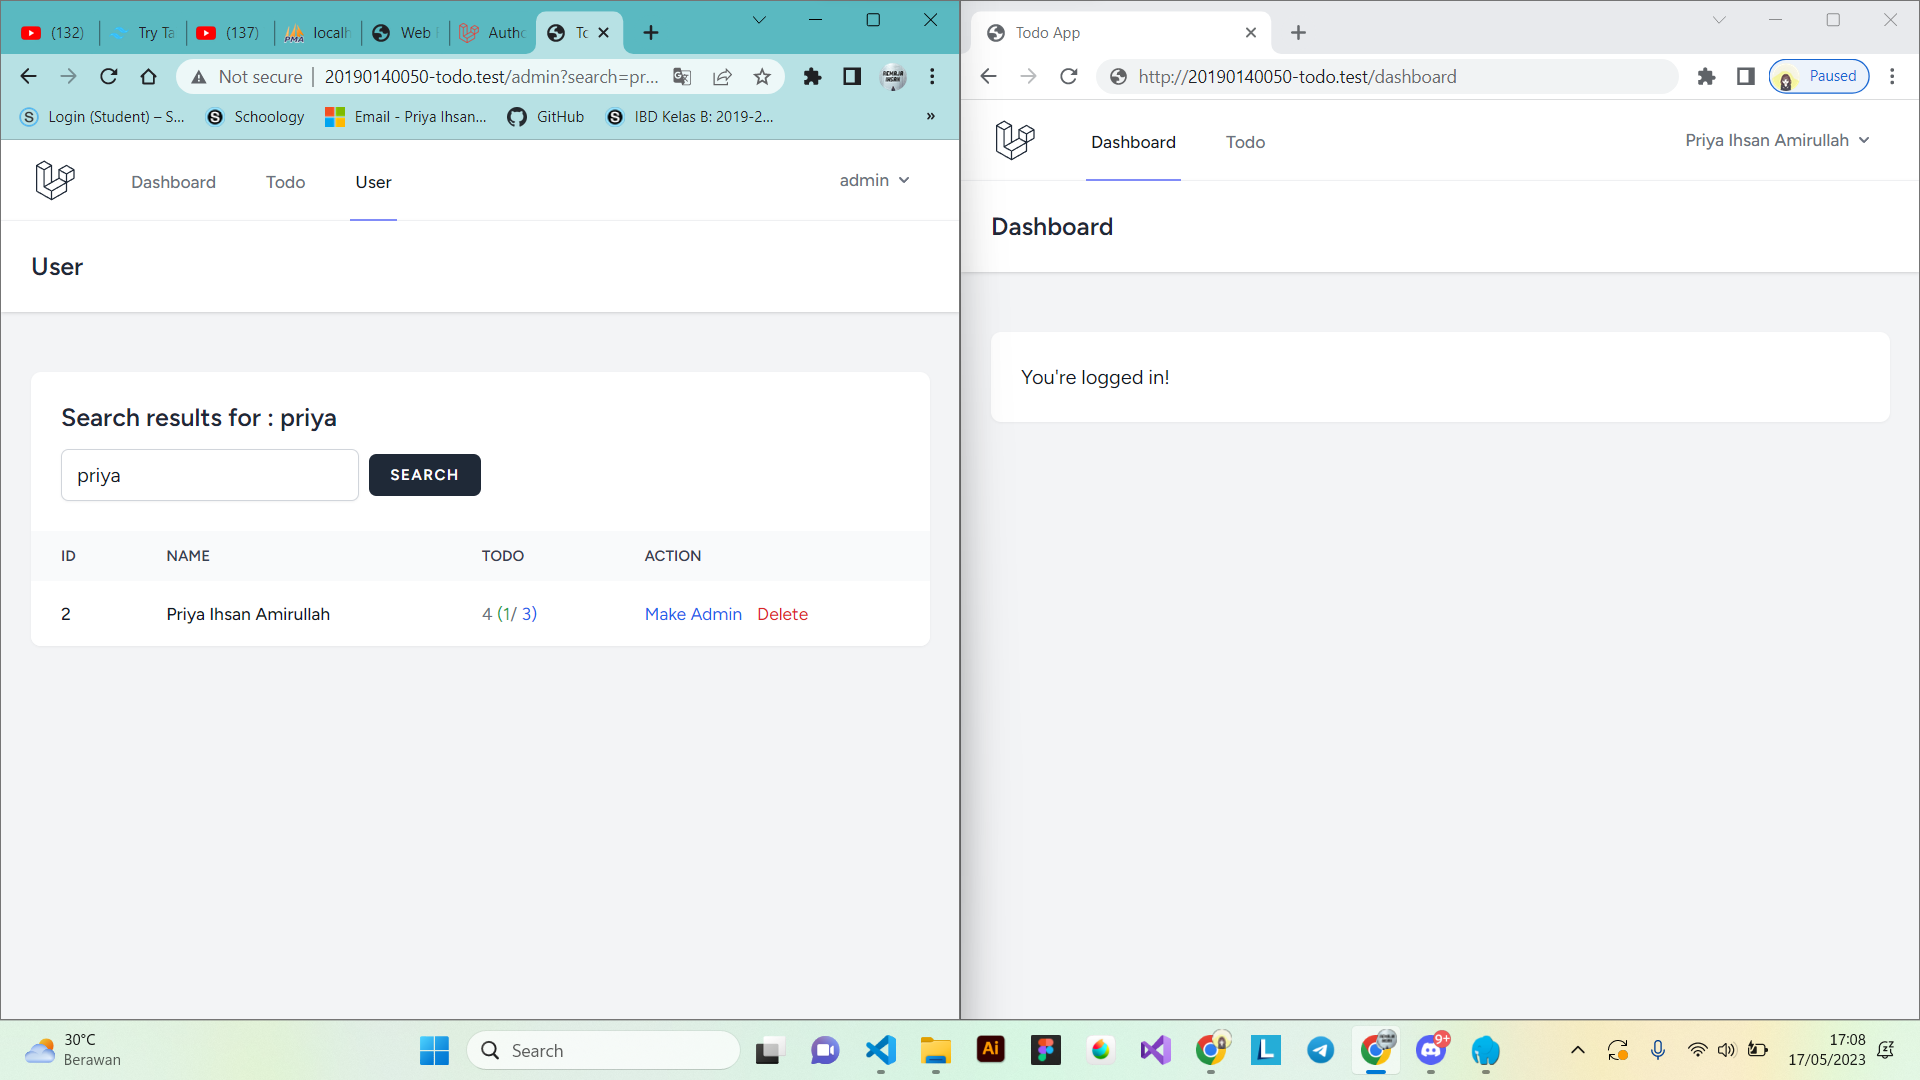 (132)
Try Ta
(137)
PMA
localh
Web
Autho
To
Not secure
20190140050-todo.test/admin?search=pr...
Login (Student) – S...
Schoology
Email - Priya Ihsan...
GitHub
IBD Kelas B: 2019-2...
»
Dashboard
Todo
User
admin
User
Search results for : priya
priya
SEARCH
ID
NAME
TODO
ACTION
2
Priya Ihsan Amirullah
4 (1/ 3)
Make Admin
Delete
Todo App
http://20190140050-todo.test/dashboard
Paused
Dashboard
Todo
Priya Ihsan Amirullah
Dashboard
You're logged in!
30°C
Berawan
Search
Ai
L
9+
17:08
17/05/2023